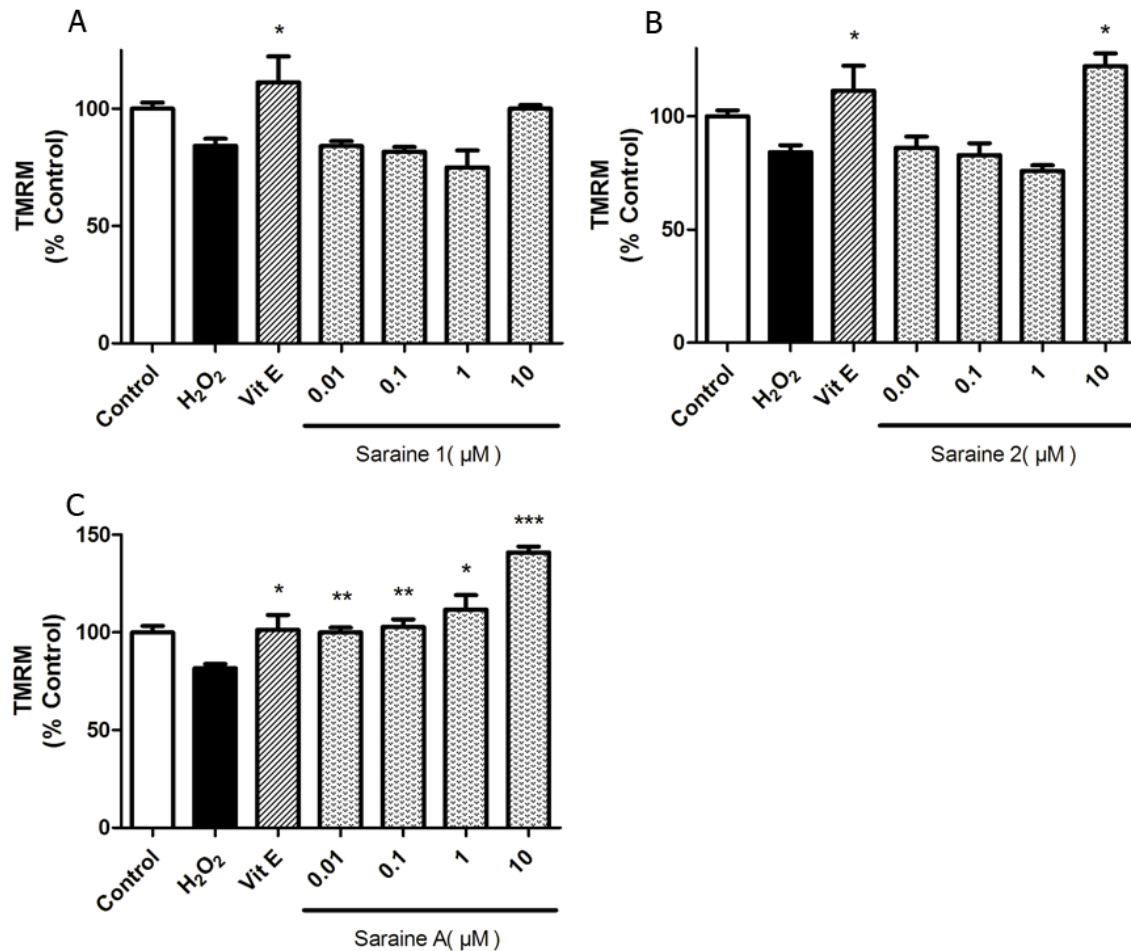 A
TMRM
(% Control)
100
50
0
*
Control
H₂O₂
Vit E
0.01
0.1
1
10
Saraine 1( µM )
B
TMRM
(% Control)
100
50
0
*
*
Control
H₂O₂
Vit E
0.01
0.1
1
10
Saraine 2( µM )
C
TMRM
(% Control)
150
100
50
0
*
**
**
*
***
Control
H₂O₂
Vit E
0.01
0.1
1
10
Saraine A( µM )